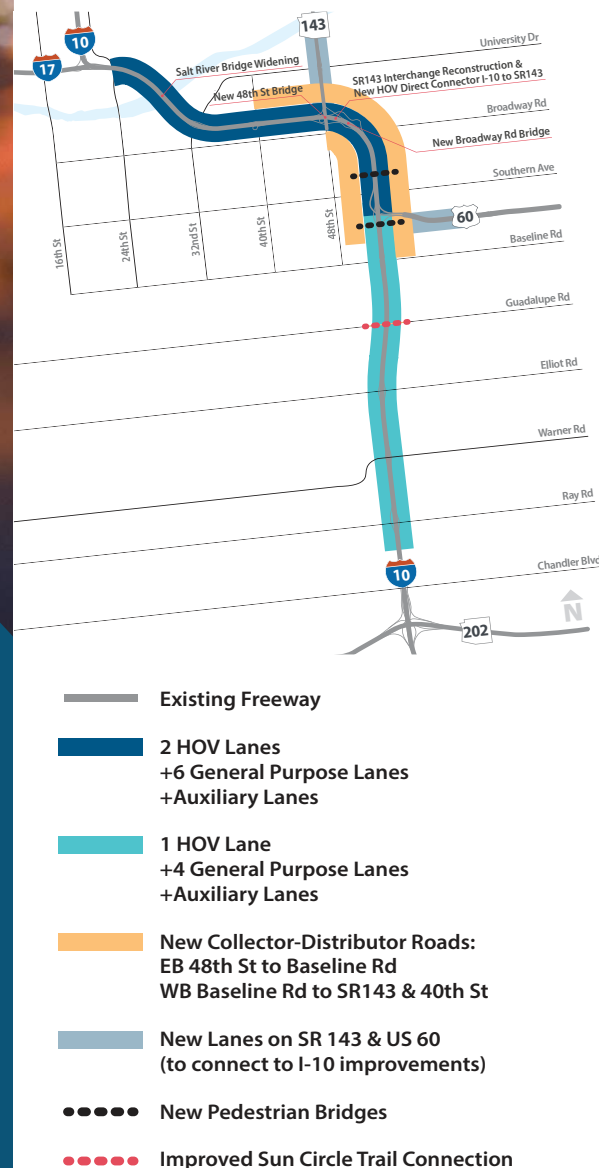 143
10
17
University Dr
Salt River Bridge Widening
SR143 Interchange Reconstruction &
New HOV Direct Connector I-10 to SR143
New 48th St Bridge
Broadway Rd
New Broadway Rd Bridge
Southern Ave
60
16th St
24th St
32nd St
40th St
48th St
Baseline Rd
Guadalupe Rd
Elliot Rd
Warner Rd
Ray Rd
Chandler Blvd
10
N
202
Existing Freeway
2 HOV Lanes
+6 General Purpose Lanes
+Auxiliary Lanes
1 HOV Lane
+4 General Purpose Lanes
+Auxiliary Lanes
New Collector-Distributor Roads:
EB 48th St to Baseline Rd
WB Baseline Rd to SR143 & 40th St
New Lanes on SR 143 & US 60
(to connect to I-10 improvements)
New Pedestrian Bridges
Improved Sun Circle Trail Connection